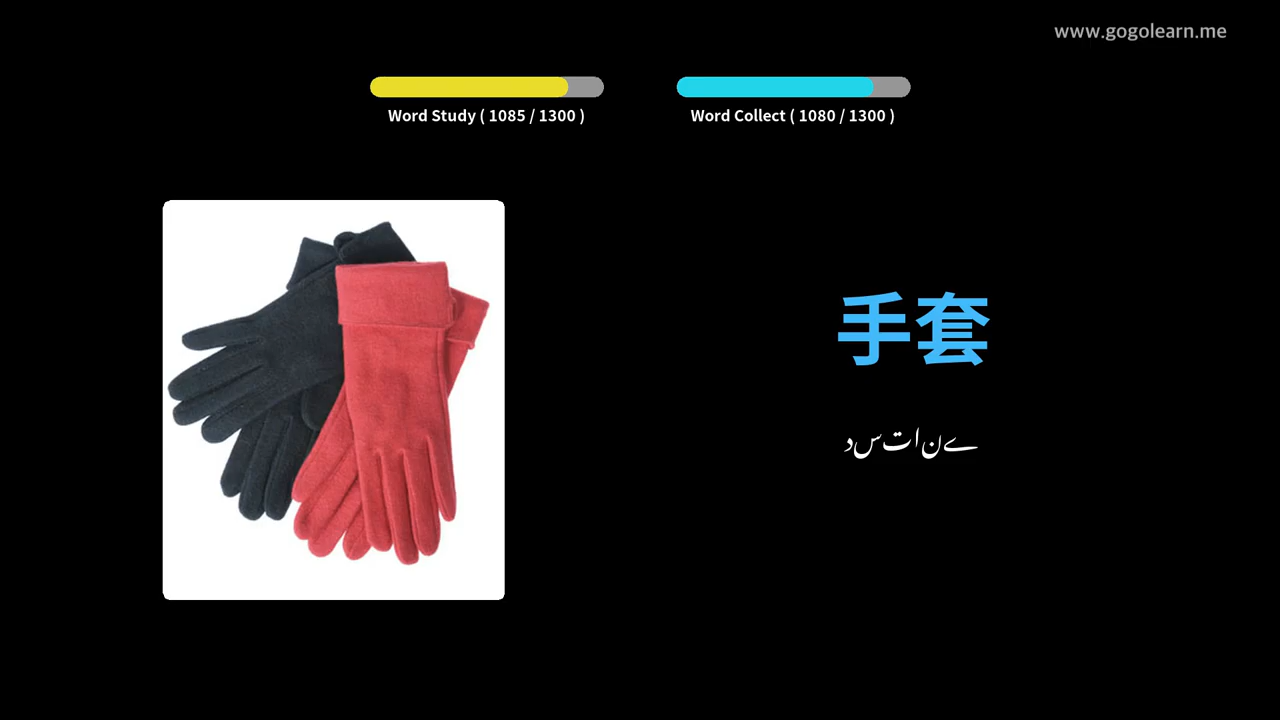 www.gogolearn.me
Word Study ( 1085 / 1300 )
Word Collect ( 1080 / 1300 )
手套
دستانے